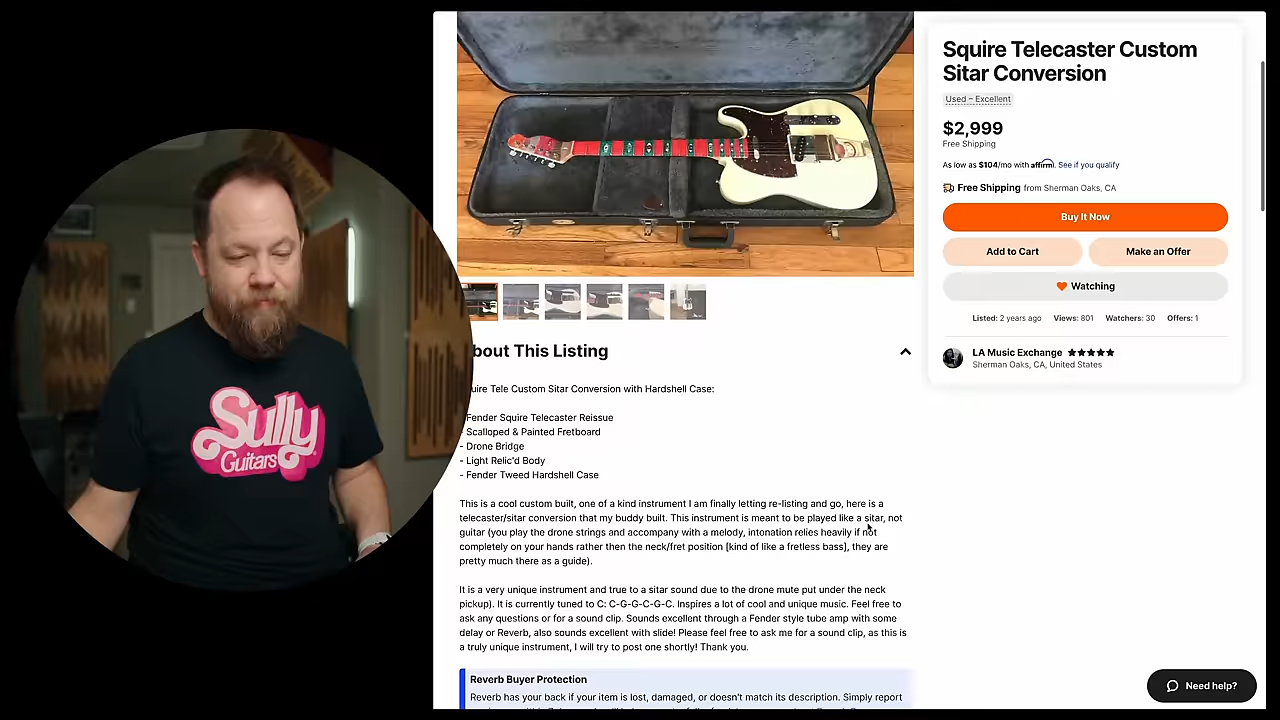 Squire Telecaster Custom
Sitar Conversion
Used – Excellent
$2,999
Free Shipping
As low as $104/mo with affirm. See if you qualify
Free Shipping from Sherman Oaks, CA
Buy It Now
Add to Cart
Make an Offer
Watching
Listed: 2 years ago Views: 801 Watchers: 30 Offers: 1
LA Music Exchange ★★★★★
Sherman Oaks, CA, United States
Sully
Guitars
bout This Listing
uire Tele Custom Sitar Conversion with Hardshell Case:
Fender Squire Telecaster Reissue
- Scalloped & Painted Fretboard
- Drone Bridge
- Light Relic'd Body
- Fender Tweed Hardshell Case
This is a cool custom built, one of a kind instrument I am finally letting re-listing and go, here is a
telecaster/sitar conversion that my buddy built. This instrument is meant to be played like a sitar, not
guitar (you play the drone strings and accompany with a melody, intonation relies heavily if not
completely on your hands rather then the neck/fret position [kind of like a fretless bass], they are
pretty much there as a guide).
It is a very unique instrument and true to a sitar sound due to the drone mute put under the neck
pickup). It is currently tuned to C: C-G-G-C-G-C. Inspires a lot of cool and unique music. Feel free to
ask any questions or for a sound clip. Sounds excellent through a Fender style tube amp with some
delay or Reverb, also sounds excellent with slide! Please feel free to ask me for a sound clip, as this is
a truly unique instrument, I will try to post one shortly! Thank you.
Reverb Buyer Protection
Reverb has your back if your item is lost, damaged, or doesn't match its description. Simply report
Need help?